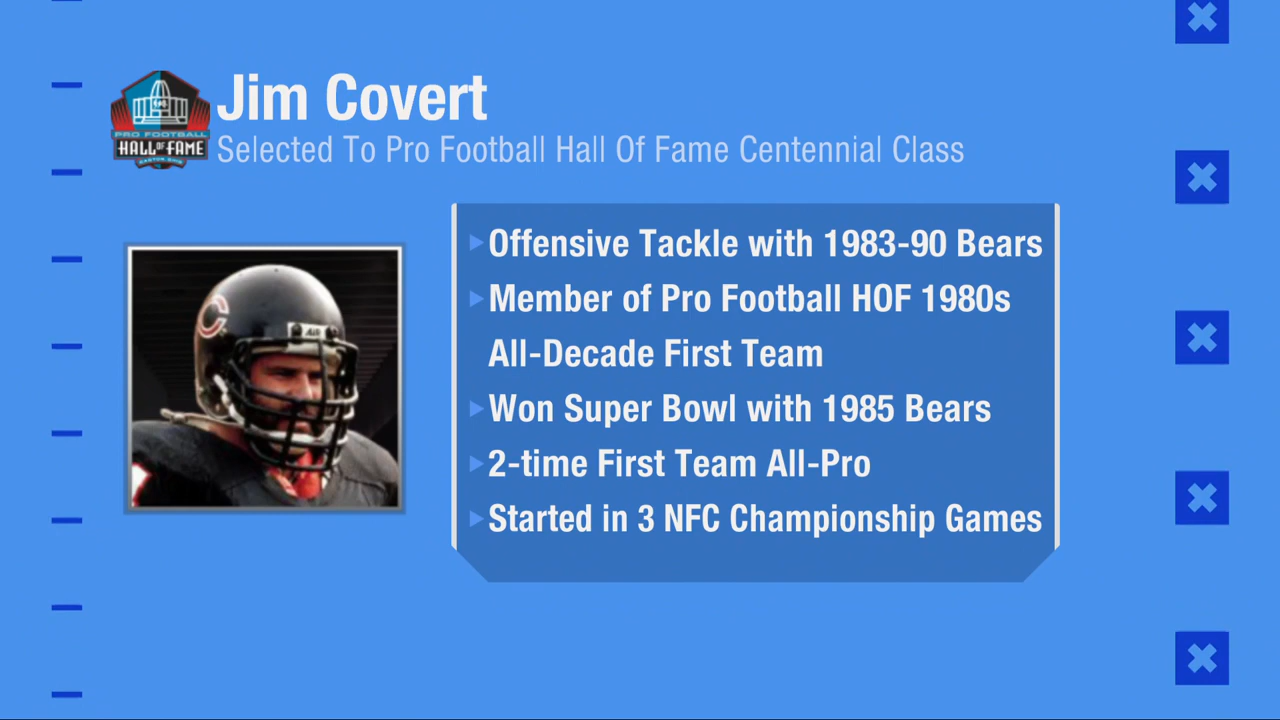 Jim Covert
Selected To Pro Football Hall Of Fame Centennial Class
PRO FOOTBALL
HALL OF FAME
Offensive Tackle with 1983-90 Bears
Member of Pro Football HOF 1980s
All-Decade First Team
Won Super Bowl with 1985 Bears
2-time First Team All-Pro
Started in 3 NFC Championship Games
C
AIR